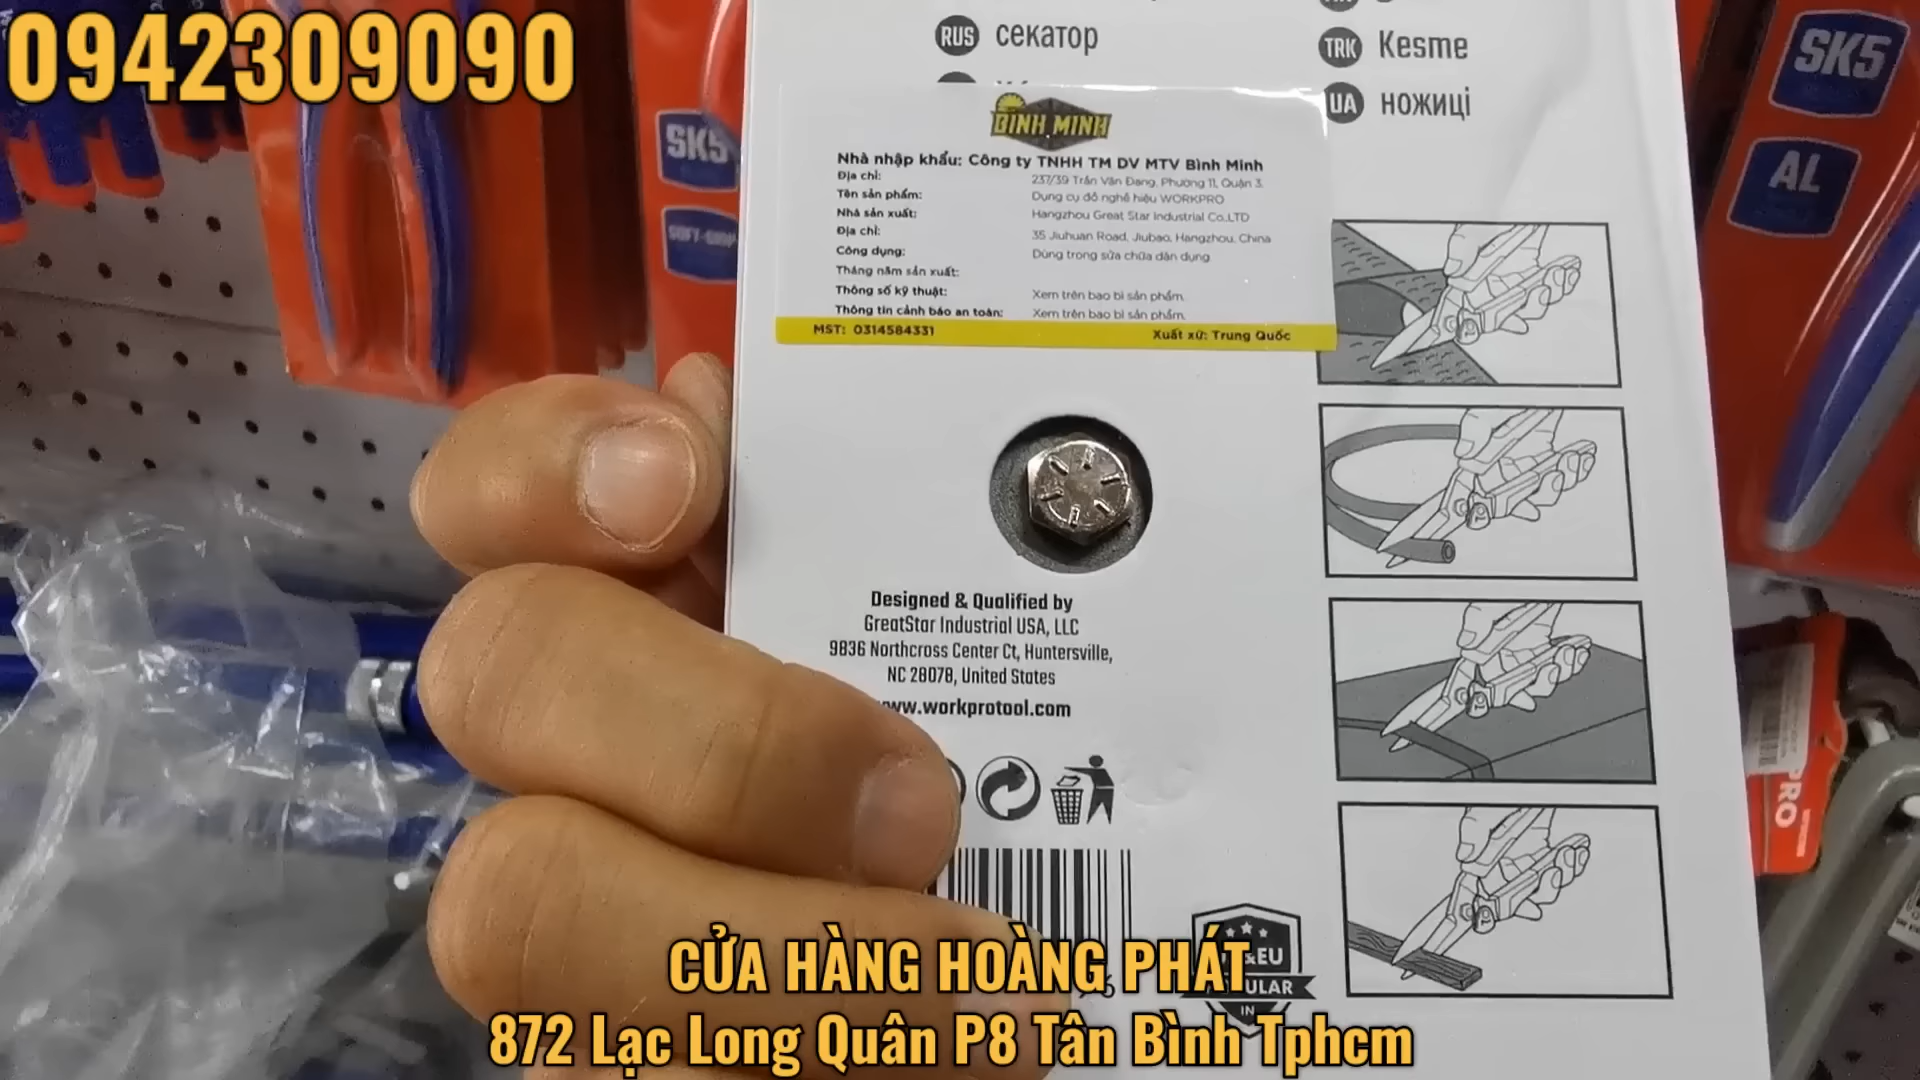 0942309090
RUS секатор
TRK Kesme
UA ножиці
SK5
AL
SK5
BÌNH MINH
Nhà nhập khẩu: Công ty TNHH TM DV MTV Bình Minh
Địa chỉ: 237/39 Trần Văn Đang, Phường 11, Quận 3.
Tên sản phẩm: Dụng cụ đồ nghề hiệu WORKPRO
Nhà sản xuất: Hangzhou Great Star Industrial Co.,LTD
Địa chỉ: 35 Jiuhuan Road, Jiubao, Hangzhou, China
Công dụng: Dùng trong sửa chữa dân dụng
Tháng năm sản xuất:
Thông số kỹ thuật: Xem trên bao bì sản phẩm.
Thông tin cảnh báo an toàn: Xem trên bao bì sản phẩm.
MST: 0314584331 Xuất xứ: Trung Quốc
Designed & Qualified by
GreatStar Industrial USA, LLC
9836 Northcross Center Ct, Huntersville,
NC 28078, United States
www.workprotool.com
&EU
ULAR
IN
PRO
CỬA HÀNG HOÀNG PHÁT
872 Lạc Long Quân P8 Tân Bình Tphcm